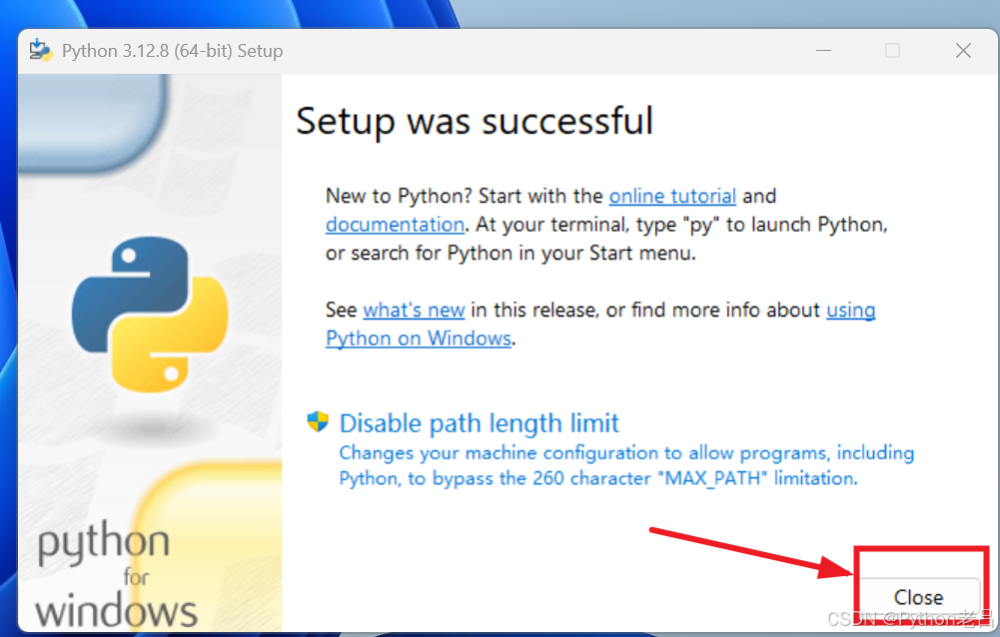 Python 3.12.8 (64-bit) Setup
Setup was successful
New to Python? Start with the online tutorial and
documentation. At your terminal, type "py" to launch Python,
or search for Python in your Start menu.
See what's new in this release, or find more info about using
Python on Windows.
Disable path length limit
Changes your machine configuration to allow programs, including
Python, to bypass the 260 character "MAX_PATH" limitation.
python
for
windows
Close
CSDN @Python老吕